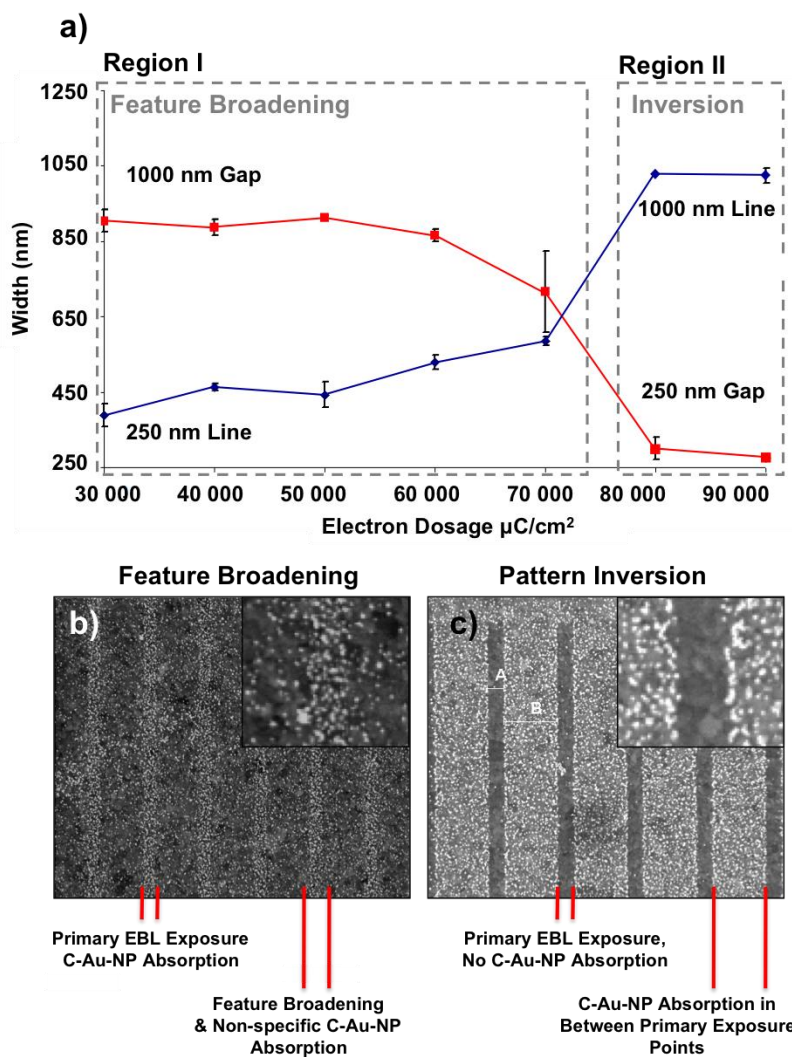 a)
Region I
Region II
Feature Broadening
Inversion
1250
1050
850
650
450
250
Width (nm)
1000 nm Gap
250 nm Line
1000 nm Line
250 nm Gap
30 000 40 000 50 000 60 000 70 000 80 000 90 000
Electron Dosage µC/cm²
Feature Broadening
Pattern Inversion
b)
c)
A
B
Primary EBL Exposure
C-Au-NP Absorption
Feature Broadening
& Non-specific C-Au-NP
Absorption
Primary EBL Exposure,
No C-Au-NP Absorption
C-Au-NP Absorption in
Between Primary Exposure
Points